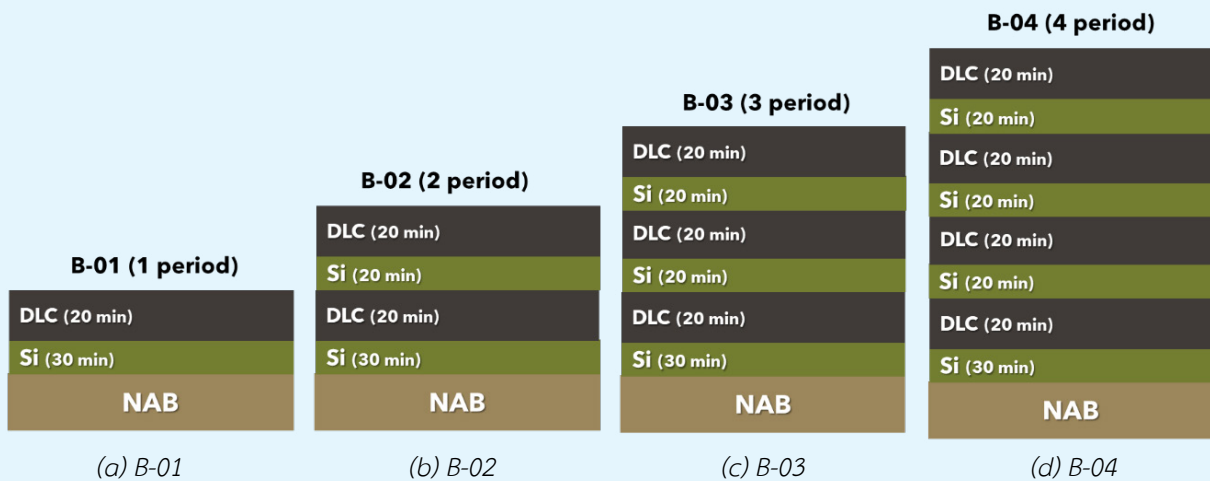 B-01 (1 period)
DLC (20 min)
Si (30 min)
NAB
(a) B-01
B-02 (2 period)
DLC (20 min)
Si (20 min)
DLC (20 min)
Si (30 min)
NAB
(b) B-02
B-03 (3 period)
DLC (20 min)
Si (20 min)
DLC (20 min)
Si (20 min)
DLC (20 min)
Si (30 min)
NAB
(c) B-03
B-04 (4 period)
DLC (20 min)
Si (20 min)
DLC (20 min)
Si (20 min)
DLC (20 min)
Si (20 min)
DLC (20 min)
Si (30 min)
NAB
(d) B-04